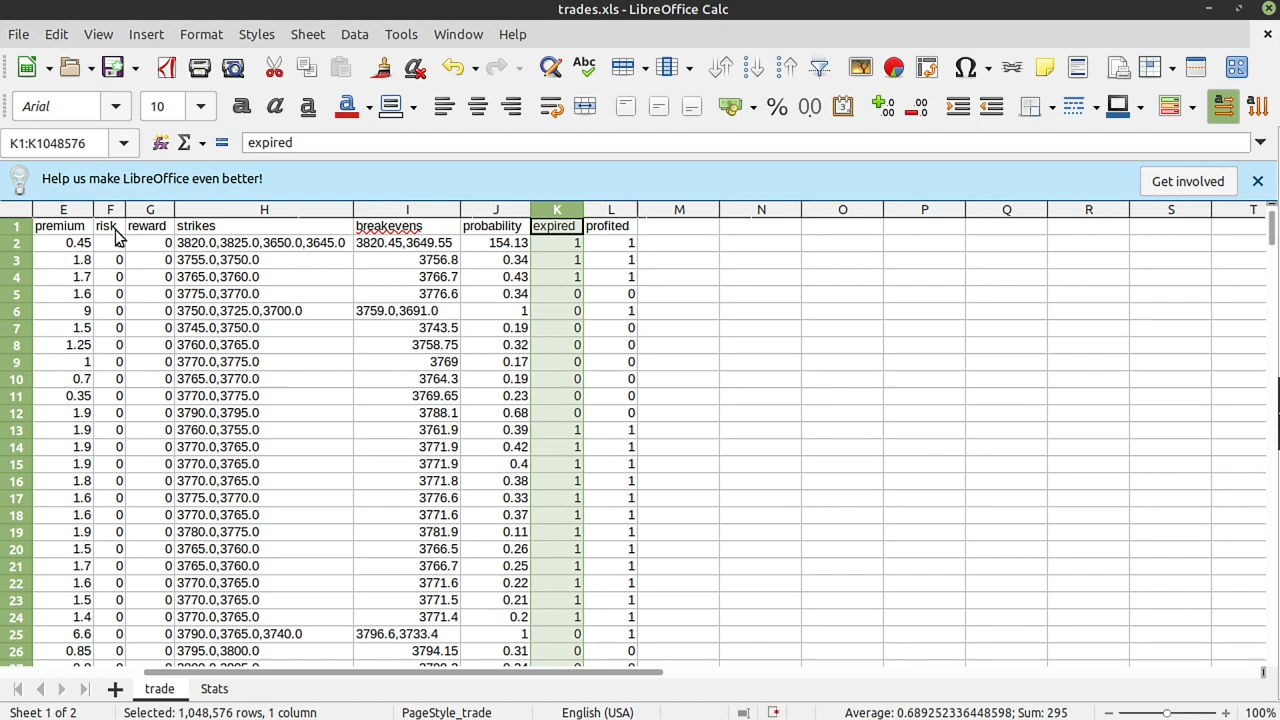 trades.xls - LibreOffice Calc
File Edit View Insert Format Styles Sheet Data Tools Window Help
Arial 10
K1:K1048576 expired
Help us make LibreOffice even better! Get involved
E F G H I J K L M N O P Q R S T
1 premium risk reward strikes breakevens probability expired profited
2 0.45 0 0 3820.0,3825.0,3650.0,3645.0 3820.45,3649.55 154.13 1 1
3 1.8 0 0 3755.0,3750.0 3756.8 0.34 1 1
4 1.7 0 0 3765.0,3760.0 3766.7 0.43 1 1
5 1.6 0 0 3775.0,3770.0 3776.6 0.34 0 0
6 9 0 0 3750.0,3725.0,3700.0 3759.0,3691.0 1 0 1
7 1.5 0 0 3745.0,3750.0 3743.5 0.19 0 0
8 1.25 0 0 3760.0,3765.0 3758.75 0.32 0 0
9 1 0 0 3770.0,3775.0 3769 0.17 0 0
10 0.7 0 0 3765.0,3770.0 3764.3 0.19 0 0
11 0.35 0 0 3770.0,3775.0 3769.65 0.23 0 0
12 1.9 0 0 3790.0,3795.0 3788.1 0.68 0 0
13 1.9 0 0 3760.0,3755.0 3761.9 0.39 1 1
14 1.9 0 0 3770.0,3765.0 3771.9 0.42 1 1
15 1.9 0 0 3770.0,3765.0 3771.9 0.4 1 1
16 1.8 0 0 3770.0,3765.0 3771.8 0.38 1 1
17 1.6 0 0 3775.0,3770.0 3776.6 0.33 1 1
18 1.6 0 0 3770.0,3765.0 3771.6 0.37 1 1
19 1.9 0 0 3780.0,3775.0 3781.9 0.11 1 1
20 1.5 0 0 3765.0,3760.0 3766.5 0.26 1 1
21 1.7 0 0 3765.0,3760.0 3766.7 0.25 1 1
22 1.6 0 0 3770.0,3765.0 3771.6 0.22 1 1
23 1.5 0 0 3770.0,3765.0 3771.5 0.21 1 1
24 1.4 0 0 3770.0,3765.0 3771.4 0.2 1 1
25 6.6 0 0 3790.0,3765.0,3740.0 3796.6,3733.4 1 0 1
26 0.85 0 0 3795.0,3800.0 3794.15 0.31 0 0
trade Stats
Sheet 1 of 2 Selected: 1,048,576 rows, 1 column PageStyle_trade English (USA) Average: 0.689252336448598; Sum: 295 100%